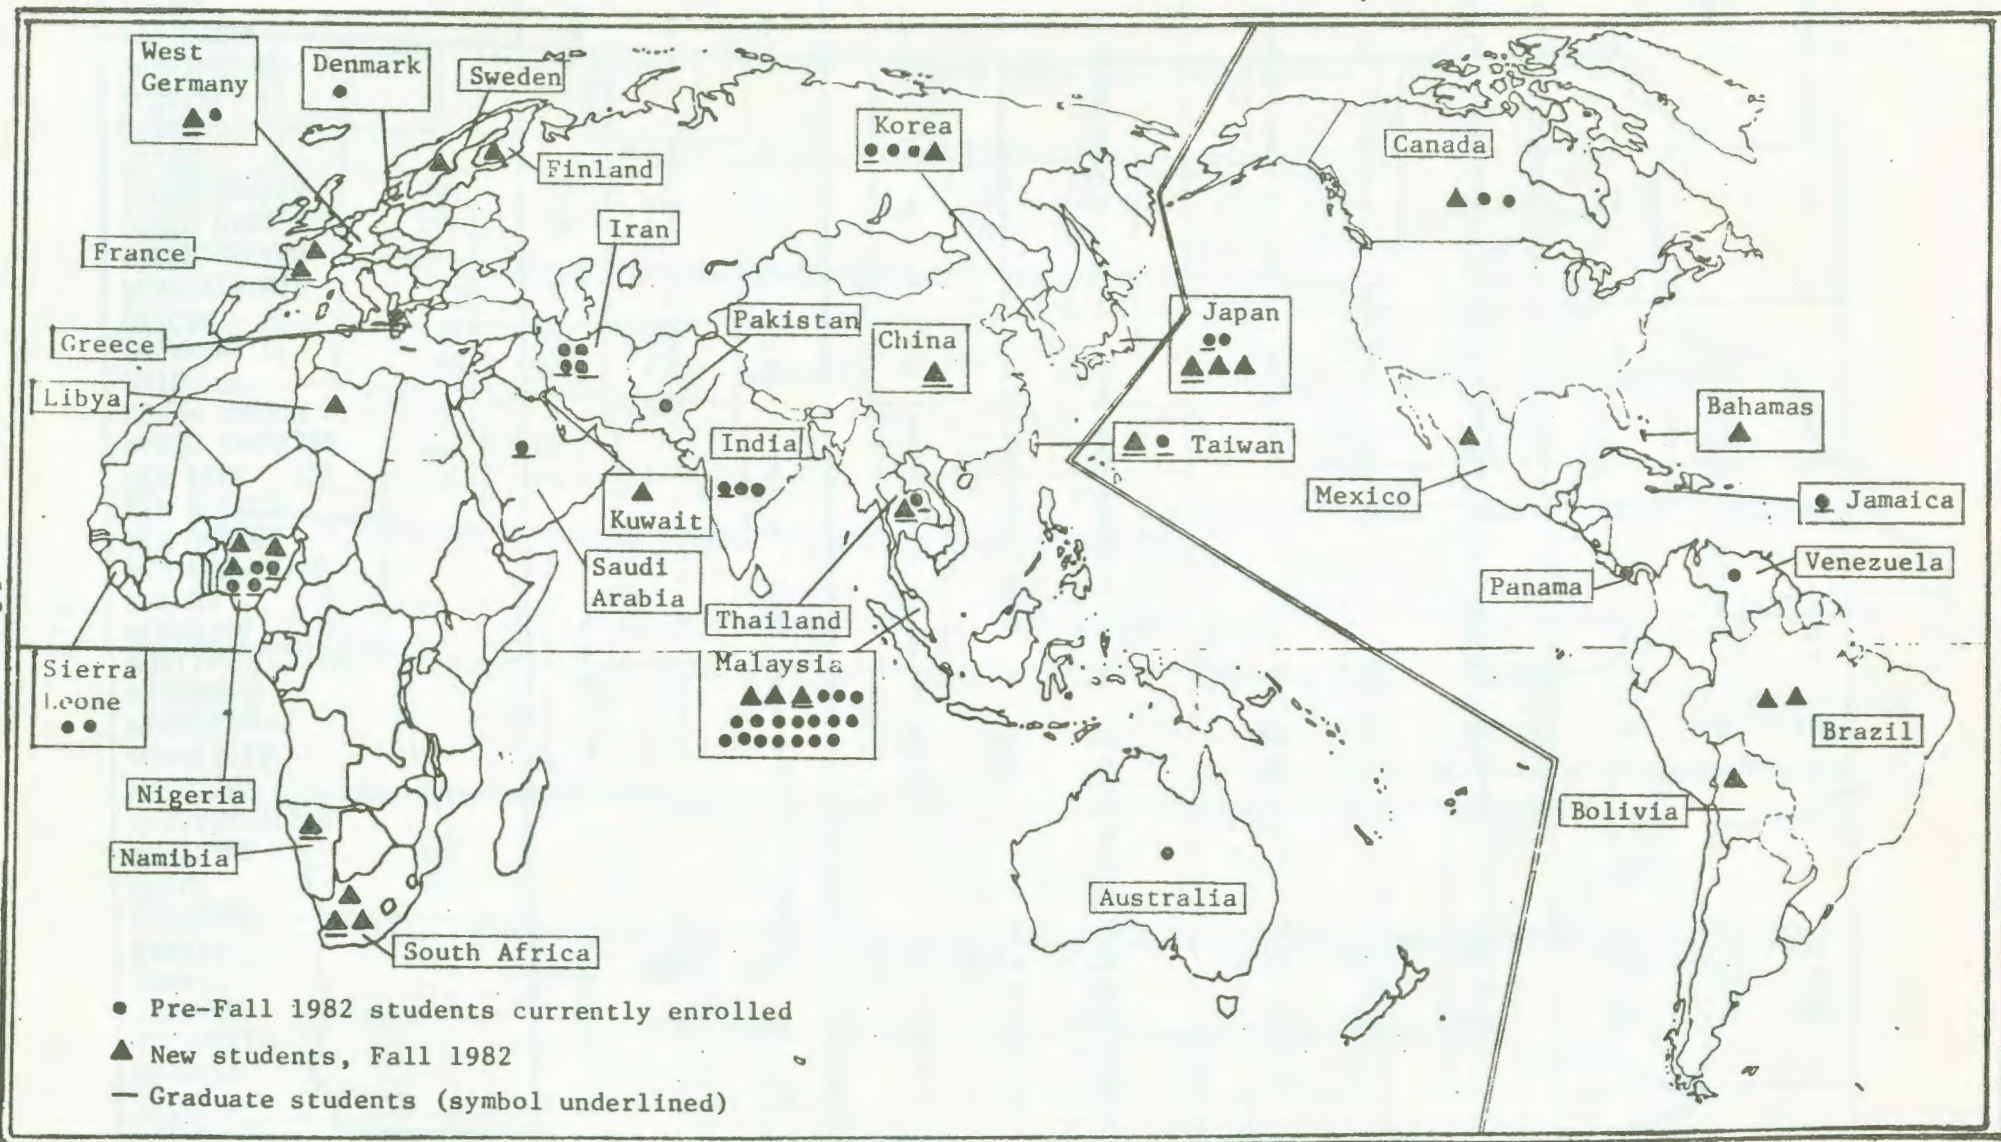 West
Germany
Denmark
Sweden
Finland
Korea
Canada
France
Iran
Greece
Pakistan
China
Japan
Libya
India
Taiwan
Bahamas
Mexico
Jamaica
Kuwait
Saudi
Arabia
Thailand
Panama
Venezuela
Malaysia
Sierra
Leone
Brazil
Nigeria
Bolivia
Namibia
Australia
South Africa
Pre-Fall 1982 students currently enrolled
New students, Fall 1982
Graduate students (symbol underlined)